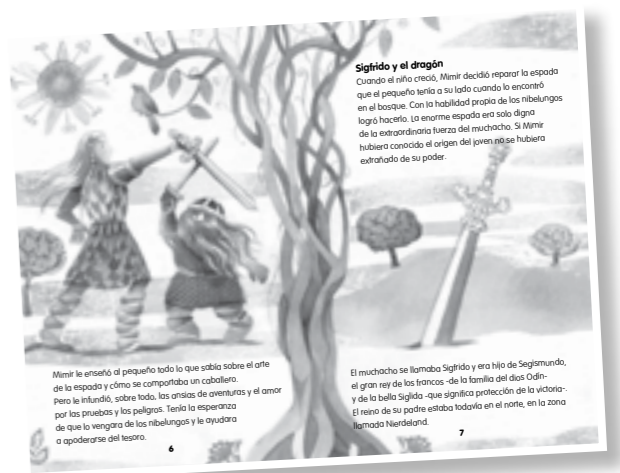 Mimir le enseñó al pequeño todo lo que sabía sobre el arte
de la espada y cómo se comportaba un caballero.
Pero le infundió, sobre todo, las ansias de aventuras y el amor
por las pruebas y los peligros. Tenía la esperanza
de que lo vengara de los nibelungos y le ayudara
a apoderarse del tesoro.
6
Sigfrido y el dragón
Cuando el niño creció, Mimir decidió reparar la espada
que el pequeño tenía a su lado cuando lo encontró
en el bosque. Con la habilidad propia de los nibelungos
logró hacerlo. La enorme espada era solo digna
de la extraordinaria fuerza del muchacho. Si Mimir
hubiera conocido el origen del joven no se hubiera
extrañado de su poder.
El muchacho se llamaba Sigfrido y era hijo de Segismundo,
el gran rey de los francos -de la familia del dios Odín-
y de la bella Siglida -que significa protección de la victoria-.
El reino de su padre estaba todavía en el norte, en la zona
llamada Nierdeland.
7